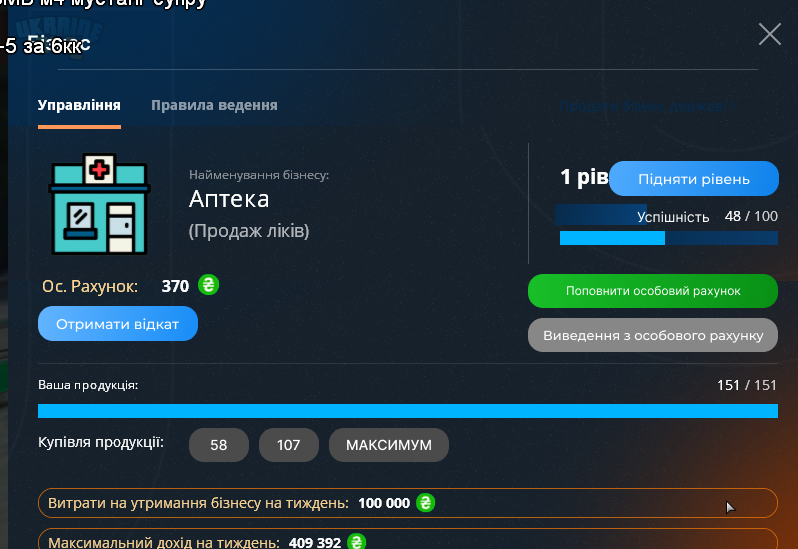 мв м4 мустанг супру
-5 за 6кк
Бізнес
Управління
Правила ведення
Найменування бізнесу:
Аптека
(Продаж ліків)
1 рів
Підняти рівень
Успішність 48 / 100
Ос. Рахунок: 370 ₴
Отримати відкат
Поповнити особовий рахунок
Виведення з особового рахунку
Ваша продукція: 151 / 151
Купівля продукції: 58 107 МАКСИМУМ
Витрати на утримання бізнесу на тиждень: 100 000 ₴
Максимальний дохід на тиждень: 409 392 ₴